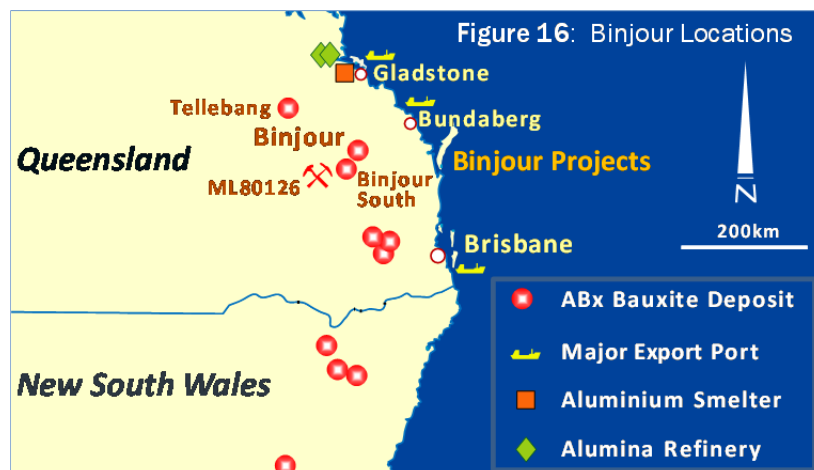 Figure 16: Binjour Locations
Gladstone
Tellebang
Bundaberg
Binjour
Queensland
Binjour Projects
ML80126
Binjour
South
N
200km
Brisbane
ABx Bauxite Deposit
Major Export Port
New South Wales
Aluminium Smelter
Alumina Refinery